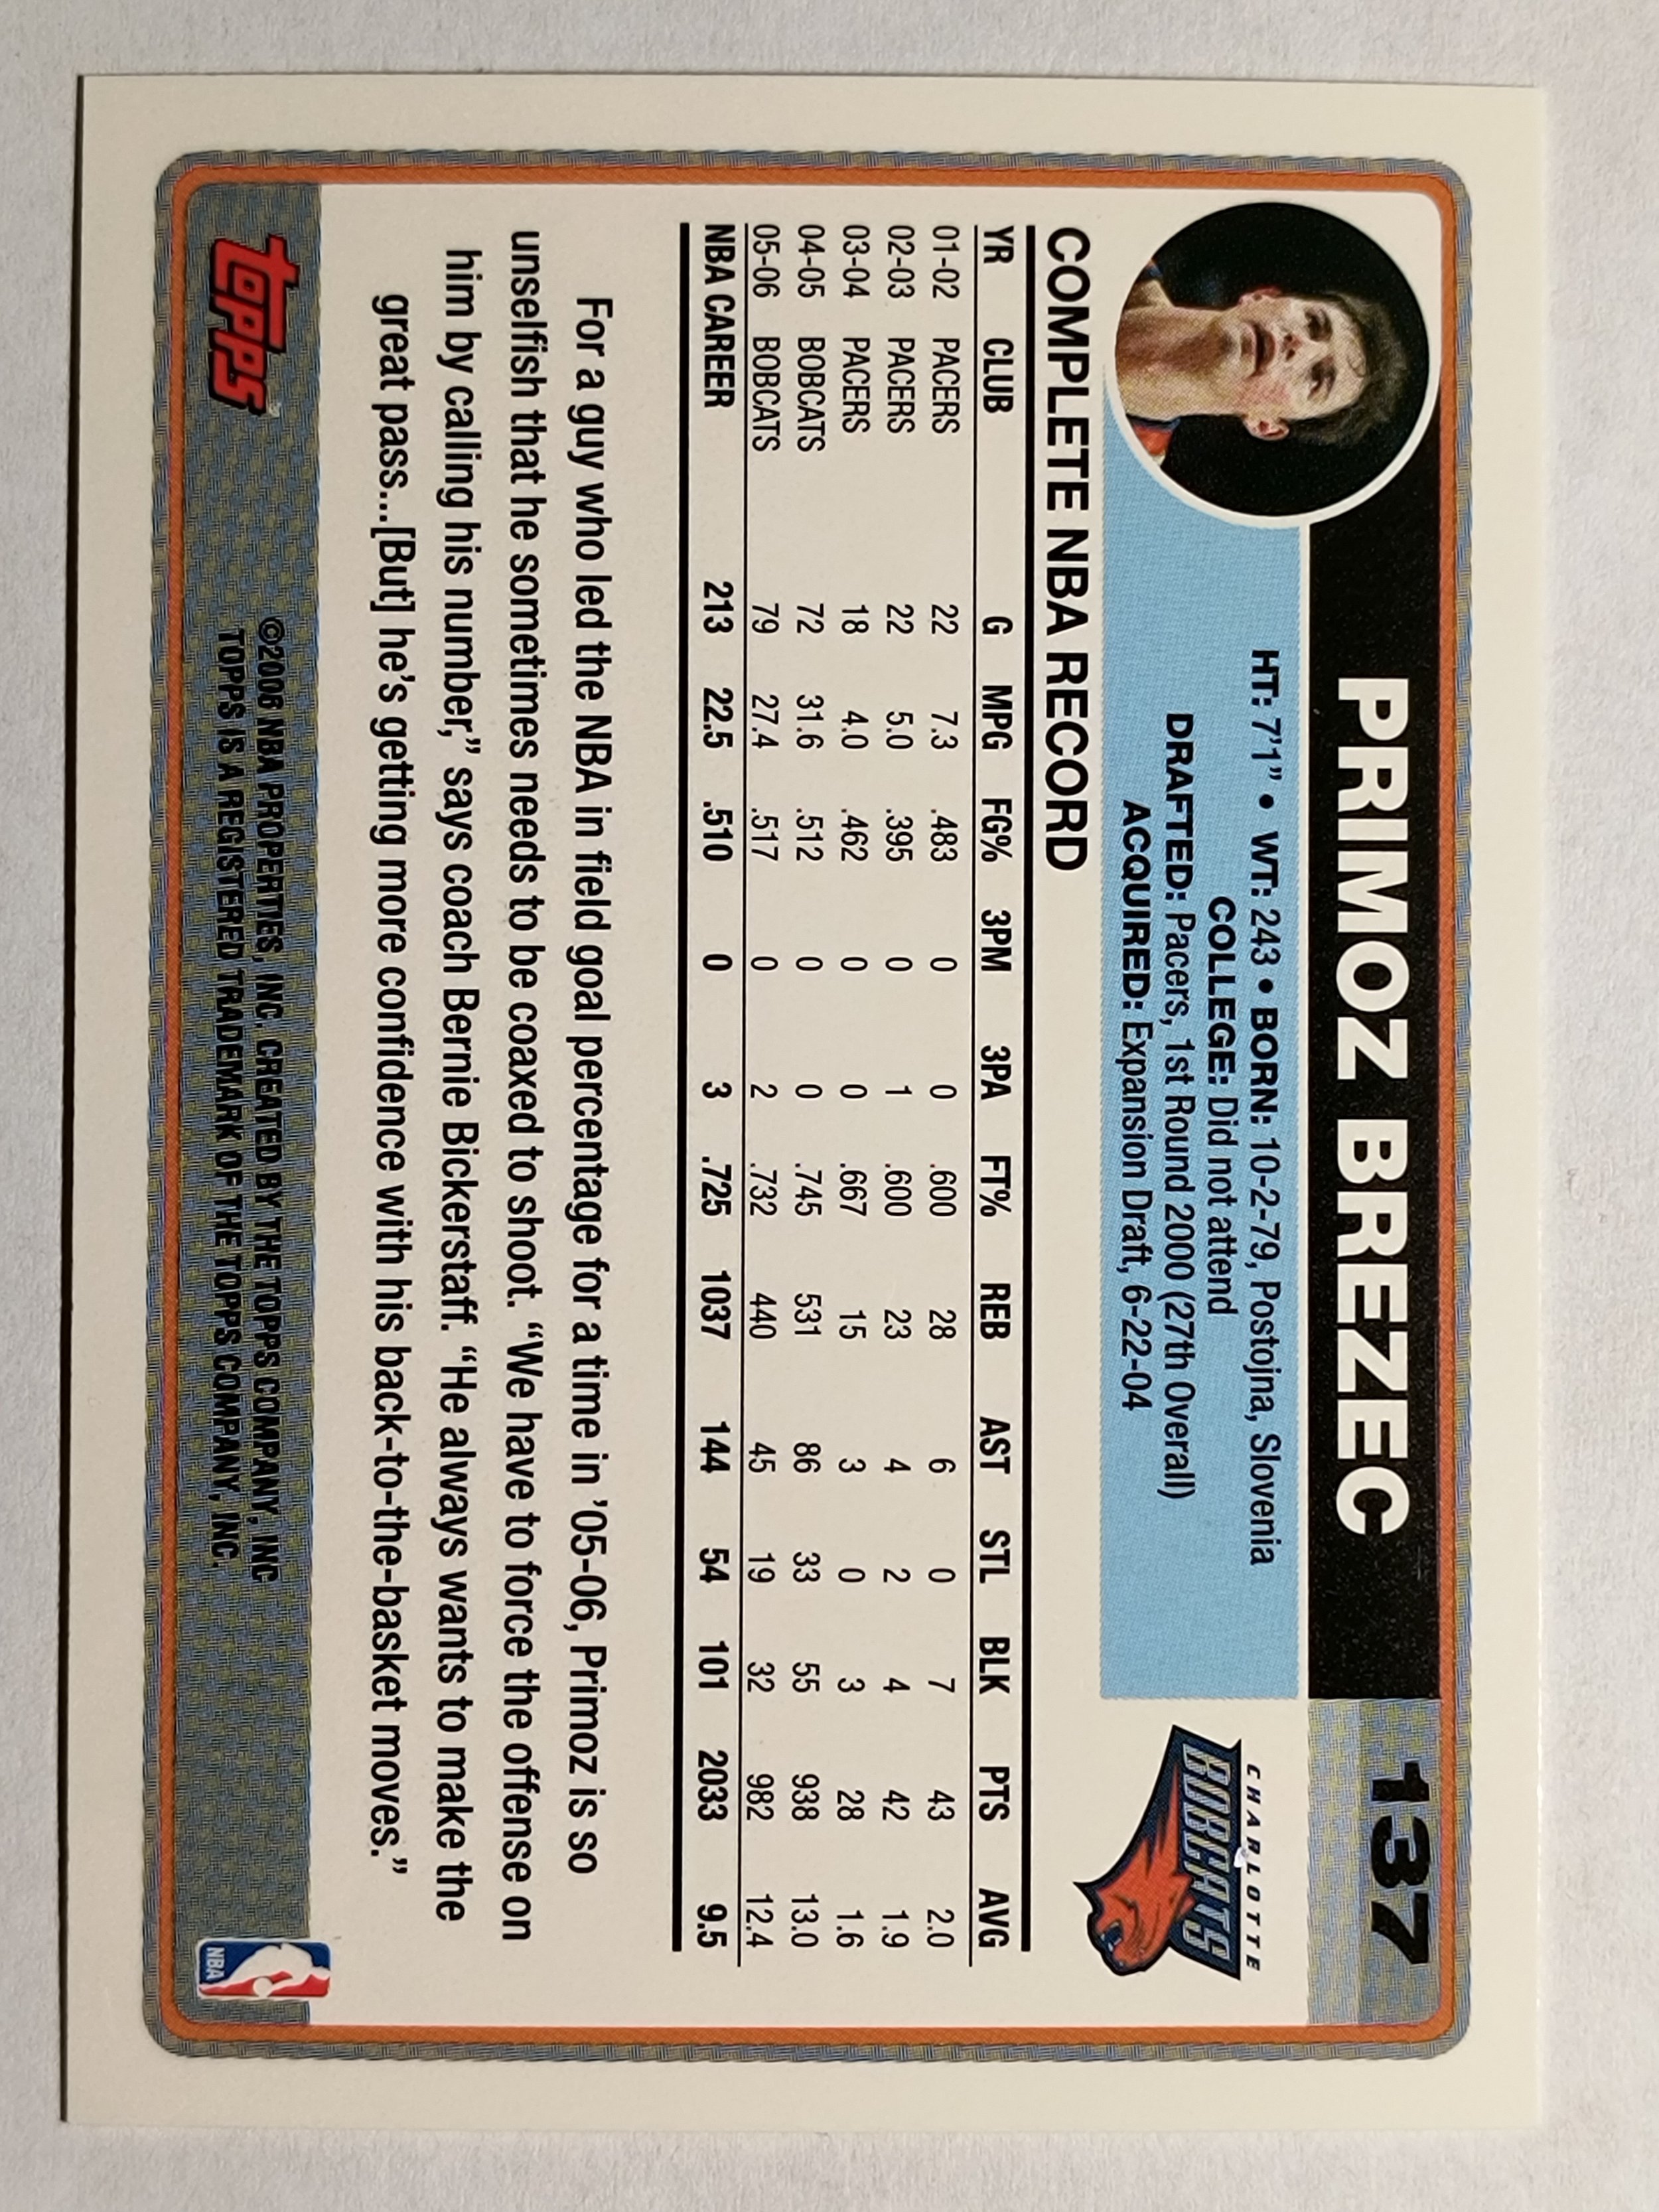 PRIMOZ BREZEC 137
HT: 7'1" • WT: 243 • BORN: 10-2-79, Postojna, Slovenia
COLLEGE: Did not attend
DRAFTED: Pacers, 1st Round 2000 (27th Overall)
ACQUIRED: Expansion Draft, 6-22-04
CHARLOTTE
BOBCATS
COMPLETE NBA RECORD
YR CLUB G MPG FG% 3PM 3PA FT% REB AST STL BLK PTS AVG
01-02 PACERS 22 7.3 .483 0 0 .600 28 6 0 7 43 2.0
02-03 PACERS 22 5.0 .395 0 1 .600 23 4 2 4 42 1.9
03-04 PACERS 18 4.0 .462 0 0 .667 15 3 0 3 28 1.6
04-05 BOBCATS 72 31.6 .512 0 0 .745 531 86 33 55 938 13.0
05-06 BOBCATS 79 27.4 .517 0 2 .732 440 45 19 32 982 12.4
NBA CAREER 213 22.5 .510 0 3 .725 1037 144 54 101 2033 9.5
For a guy who led the NBA in field goal percentage for a time in '05-06, Primoz is so
unselfish that he sometimes needs to be coaxed to shoot. "We have to force the offense on
him by calling his number," says coach Bernie Bickerstaff. "He always wants to make the
great pass...[But] he's getting more confidence with his back-to-the-basket moves."
topps
©2006 NBA PROPERTIES, INC. CREATED BY THE TOPPS COMPANY, INC
TOPPS IS A REGISTERED TRADEMARK OF THE TOPPS COMPANY, INC.
NBA